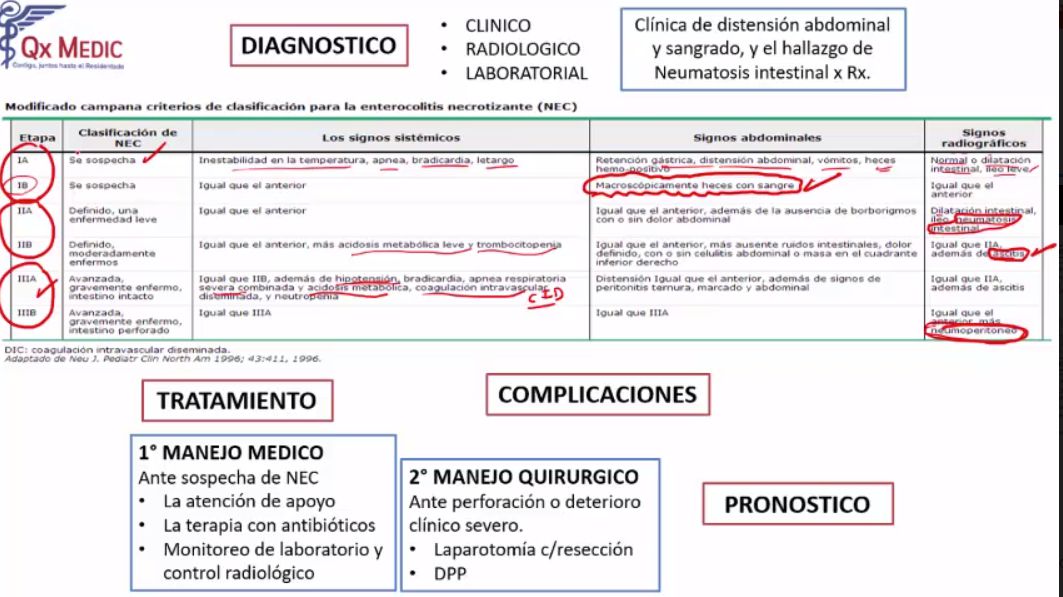 Qx MEDIC
Contigo, juntos hasta el Residentado
DIAGNOSTICO
• CLINICO
• RADIOLOGICO
• LABORATORIAL
Clínica de distensión abdominal
y sangrado, y el hallazgo de
Neumatosis intestinal x Rx.
Modificado campana criterios de clasificación para la enterocolitis necrotizante (NEC)
Etapa
Clasificación de
NEC
Los signos sistémicos
Signos abdominales
Signos
radiográficos
IA
Se sospecha
Inestabilidad en la temperatura, apnea, bradicardia, letargo
Retención gástrica, distensión abdominal, vómitos, heces
hemo-positivo
Normal o dilatación
intestinal, íleo leve
IB
Se sospecha
Igual que el anterior
Macroscópicamente heces con sangre
Igual que el
anterior
IIA
Definido, una
enfermedad leve
Igual que el anterior
Igual que el anterior, además de la ausencia de borborigmos
con o sin dolor abdominal
Dilatación intestinal,
íleo, neumatosis
intestinal
IIB
Definido,
moderadamente
enfermos
Igual que el anterior, más acidosis metabólica leve y trombocitopenia
Igual que el anterior, más ausente ruidos intestinales, dolor
definido, con o sin celulitis abdominal o masa en el cuadrante
inferior derecho
Igual que IIA,
además de ascitis
IIIA
Avanzada,
gravemente enfermo,
intestino intacto
Igual que IIB, además de hipotensión, bradicardia, apnea respiratoria
severa combinada y acidosis metabólica, coagulación intravascular
diseminada, y neutropenia
CID
Distensión Igual que el anterior, además de signos de
peritonitis ternura, marcado y abdominal
Igual que IIA,
además de ascitis
IIIB
Avanzada,
gravemente enfermo,
intestino perforado
Igual que IIIA
Igual que IIIA
Igual que el
anterior, más
neumoperitoneo
DIC: coagulación intravascular diseminada.
Adaptado de Neu J. Pediatr Clin North Am 1996; 43:411, 1996.
TRATAMIENTO
COMPLICACIONES
1° MANEJO MEDICO
Ante sospecha de NEC
• La atención de apoyo
• La terapia con antibióticos
• Monitoreo de laboratorio y
control radiológico
2° MANEJO QUIRURGICO
Ante perforación o deterioro
clínico severo.
• Laparotomía c/resección
• DPP
PRONOSTICO